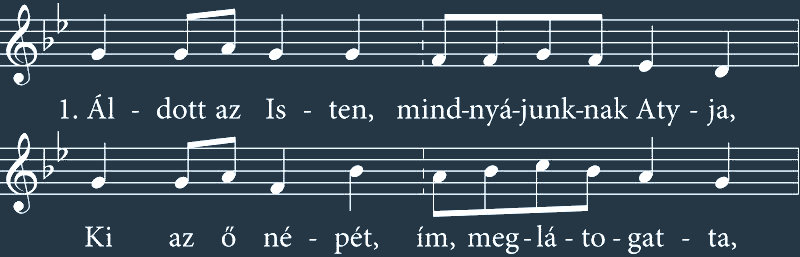 1. Ál - dott az Is - ten, mind-nyá-junk-nak Aty - ja,
Ki az ő né - pét, ím, meg-lá-to-gat - ta,